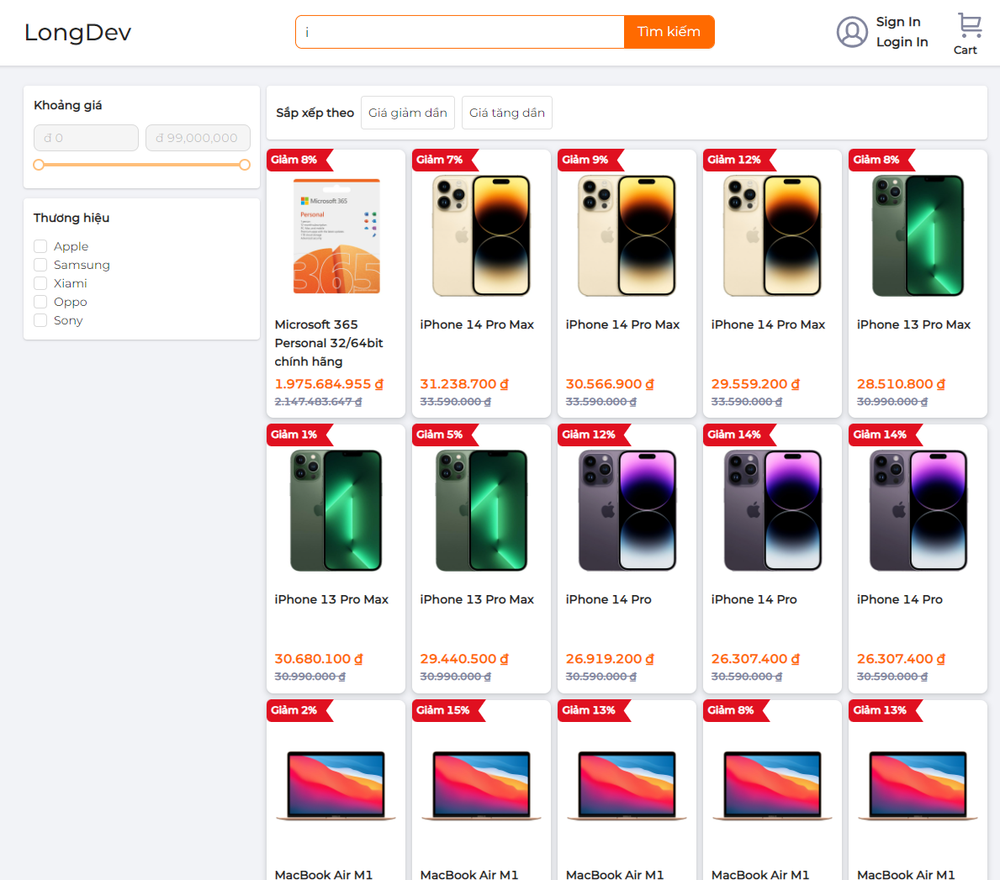 LongDev
i
Tìm kiếm
Sign In
Login In
Cart
Khoảng giá
đ 0
đ 99,000,000
Thương hiệu
Apple
Samsung
Xiami
Oppo
Sony
Sắp xếp theo
Giá giảm dần
Giá tăng dần
Giảm 8%
Microsoft 365
Personal
365
Microsoft 365
Personal 32/64bit
chính hãng
1.975.684.955 ₫
2.147.483.647 ₫
Giảm 7%
iPhone 14 Pro Max
31.238.700 ₫
33.590.000 ₫
Giảm 9%
iPhone 14 Pro Max
30.566.900 ₫
33.590.000 ₫
Giảm 12%
iPhone 14 Pro Max
29.559.200 ₫
33.590.000 ₫
Giảm 8%
iPhone 13 Pro Max
28.510.800 ₫
30.990.000 ₫
Giảm 1%
iPhone 13 Pro Max
30.680.100 ₫
30.990.000 ₫
Giảm 5%
iPhone 13 Pro Max
29.440.500 ₫
30.990.000 ₫
Giảm 12%
iPhone 14 Pro
26.919.200 ₫
30.590.000 ₫
Giảm 14%
iPhone 14 Pro
26.307.400 ₫
30.590.000 ₫
Giảm 14%
iPhone 14 Pro
26.307.400 ₫
30.590.000 ₫
Giảm 2%
MacBook Air M1
Giảm 15%
MacBook Air M1
Giảm 13%
MacBook Air M1
Giảm 8%
MacBook Air M1
Giảm 13%
MacBook Air M1